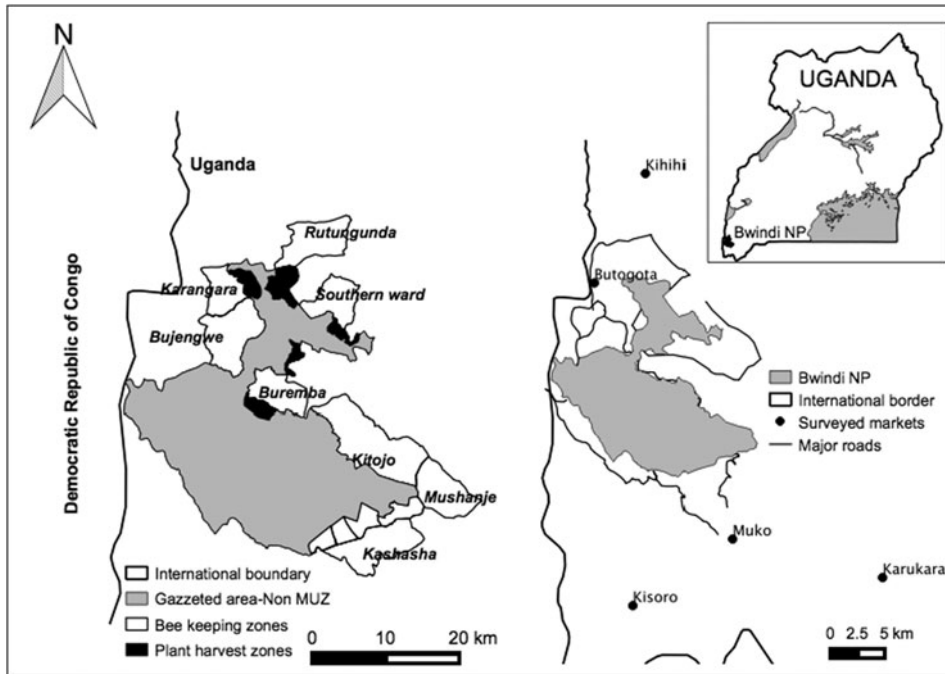 N
Uganda
Democratic Republic of Congo
Rutungunda
Karangara
Southern ward
Bujengwe
Buremba
Kitojo
Mushanje
Kashasha
International boundary
Gazzeted area-Non MUZ
Bee keeping zones
Plant harvest zones
0 10 20 km
UGANDA
Bwindi NP
Kihihi
Butogota
Bwindi NP
International border
Surveyed markets
Major roads
Muko
Karukara
Kisoro
0 2.5 5 km